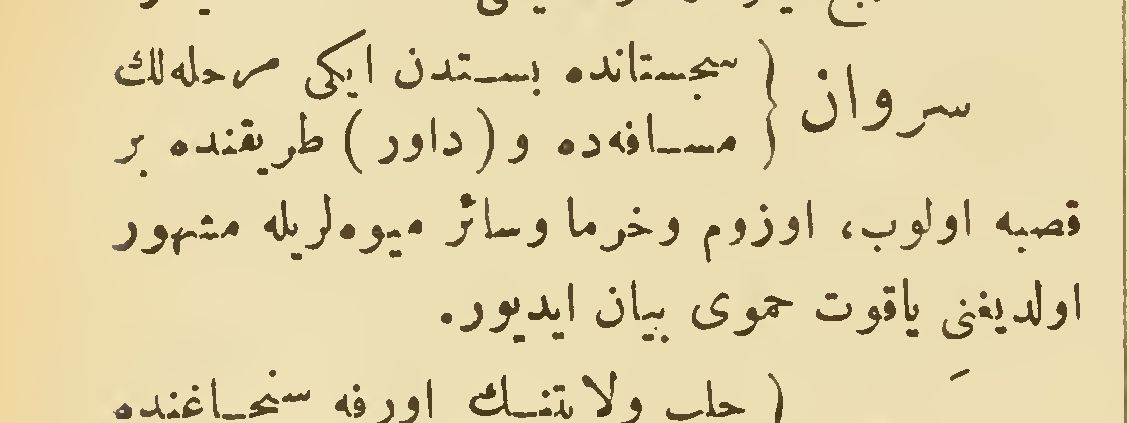 سروان { سجستانده بستدن ایکی مرحله‌لك
مسافه‌ده و (داور) طریقنده بر
قصبه اولوب، اوزوم وخرما وسائر میوه‌لریله مشهور
اولدیغنی یاقوت حموی بیان ایدیور.
حلب ولایتنك اورفه سنجاغنده